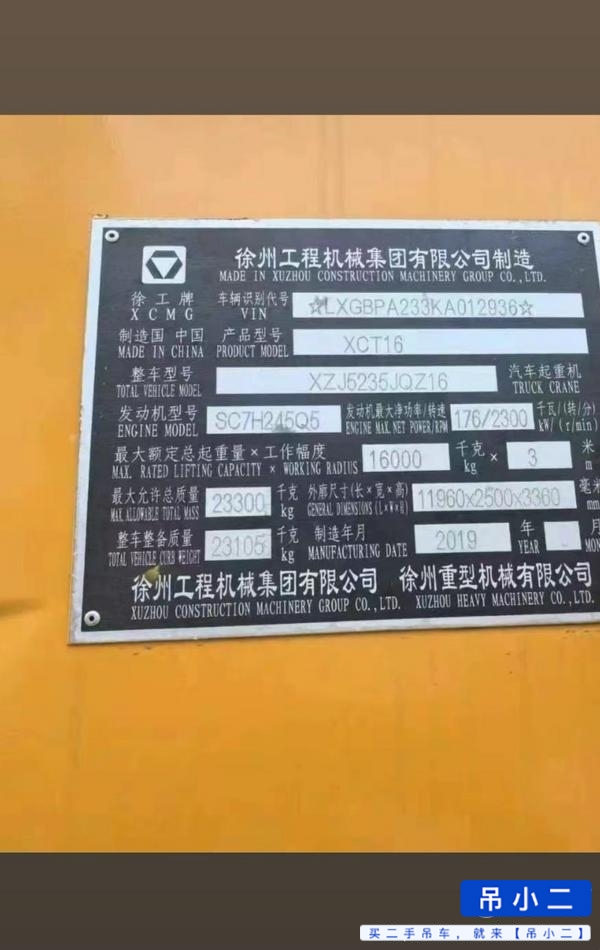 徐州工程机械集团有限公司制造
MADE IN XUZHOU CONSTRUCTION MACHINERY GROUP CO.,LTD.
徐工牌 车辆识别代号 ☆LXGBPA233KA012936☆
XCMG VIN
制造国 中国 产品型号 XCT16
MADE IN CHINA PRODUCT MODEL
整车型号 XZJ5235JQZ16 汽车起重机
TOTAL VEHICLE MODEL TRUCK CRANE
发动机型号 SC7H245Q5 发动机最大净功率/转速 176/2300 千瓦/(转/分)
ENGINE MODEL ENGINE MAX. NET POWER/RPM kW/(r/min)
最大额定总起重量×工作幅度 16000 千克 × 3 米
MAX. RATED LIFTING CAPACITY × WORKING RADIUS kg m
最大允许总质量 23300 千克 外廓尺寸(长×宽×高) 11960x2500x3360 毫米
MAX. ALLOWABLE TOTAL MASS kg GENERAL DIMENSIONS (L×W×H) mm
整车整备质量 23105 千克 制造年月 2019 年 月
TOTAL VEHICLE CURB WEIGHT kg MANUFACTURING DATE YEAR MON
徐州工程机械集团有限公司 徐州重型机械有限公司
XUZHOU CONSTRUCTION MACHINERY GROUP CO.,LTD. XUZHOU HEAVY MACHINERY CO.,LTD.
吊小二
买二手吊车，就来【吊小二】